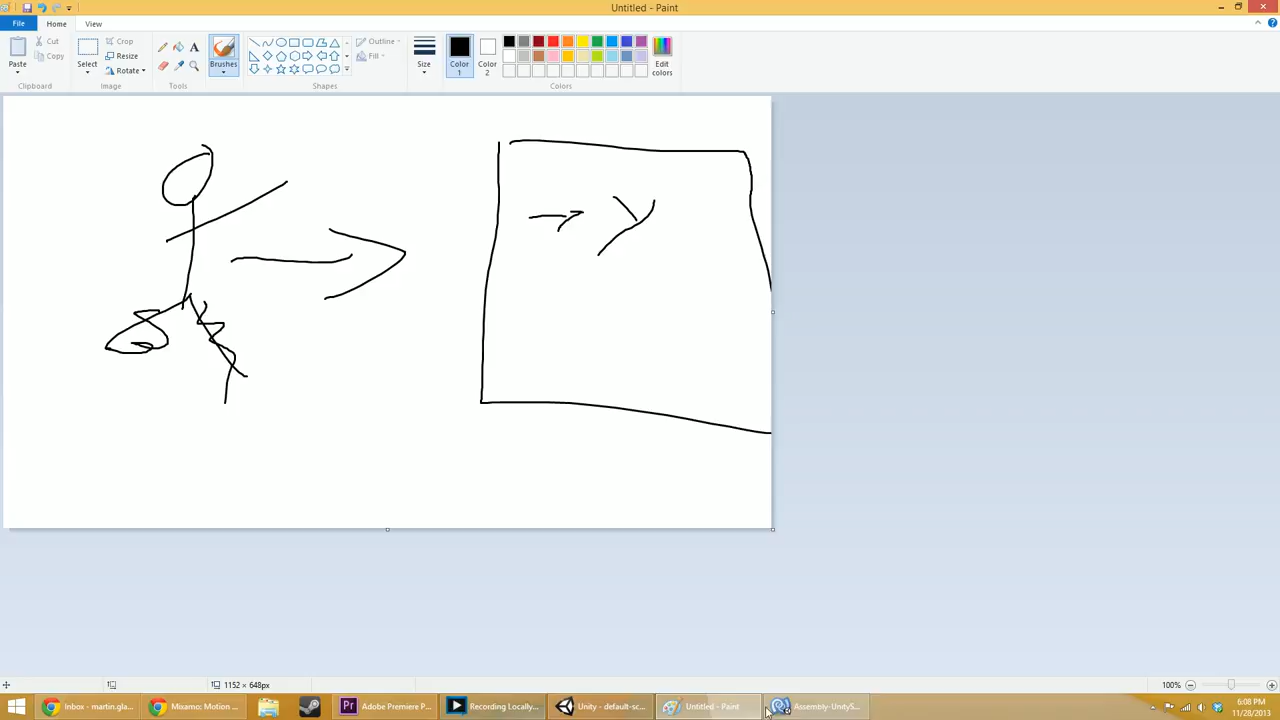 Untitled - Paint
File
Home
View
Paste
Cut
Copy
Clipboard
Select
Crop
Resize
Rotate
Image
A
Tools
Brushes
Outline
Fill
Shapes
Size
Color 1
Color 2
Edit colors
Colors
y
1152 × 648px
100%
Inbox - martin.gla...
Mixamo: Motion ...
Pr
Adobe Premiere P...
Recording Locally...
Unity - default-sc...
Untitled - Paint
Assembly-UnityS...
6:08 PM
11/28/2013